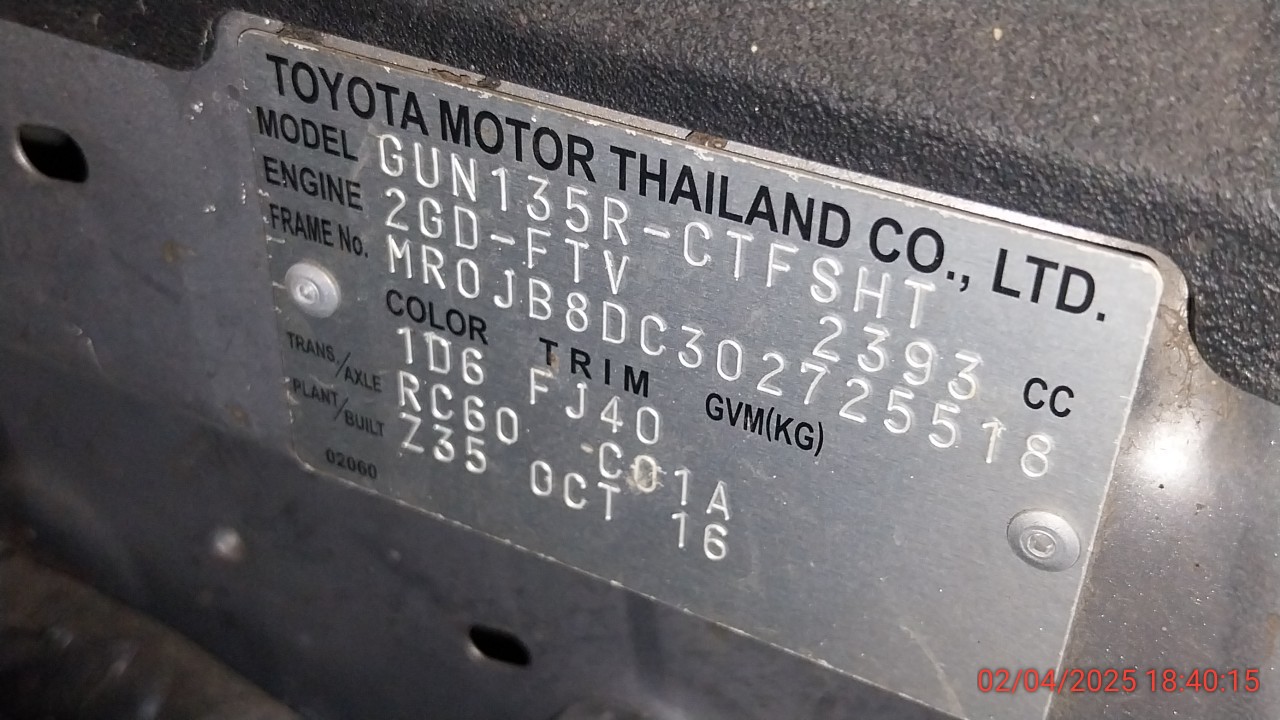 TOYOTA MOTOR THAILAND CO., LTD.
MODEL GUN135R-CTFSHT
ENGINE 2GD-FTV 2393 CC
FRAME No. MR0JB8DC302725518
COLOR TRIM GVM(KG)
1D6 FJ40
TRANS./AXLE RC60 C01A
PLANT/BUILT Z35 OCT 16
02060
02/04/2025 18:40:15